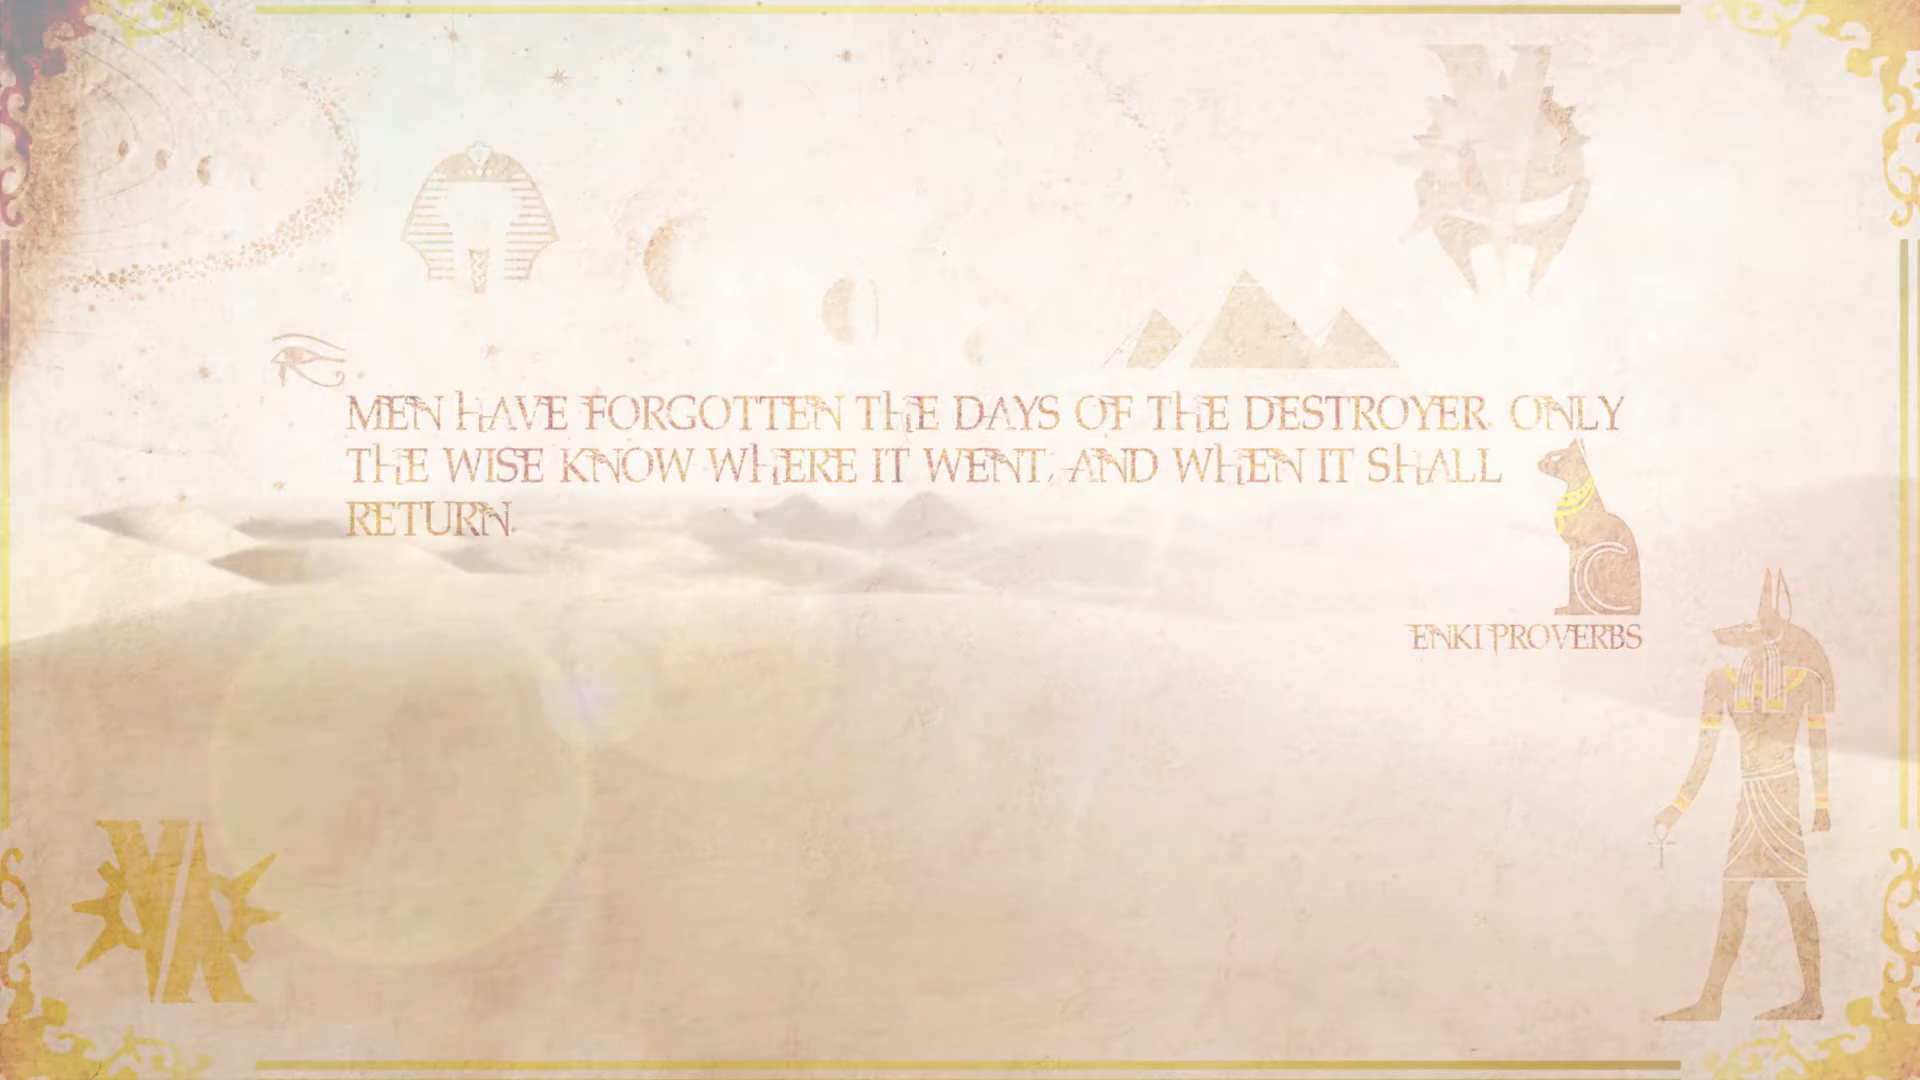 MEN HAVE FORGOTTEN THE DAYS OF THE DESTROYER. ONLY
THE WISE KNOW WHERE IT WENT, AND WHEN IT SHALL
RETURN.
ENKI PROVERBS